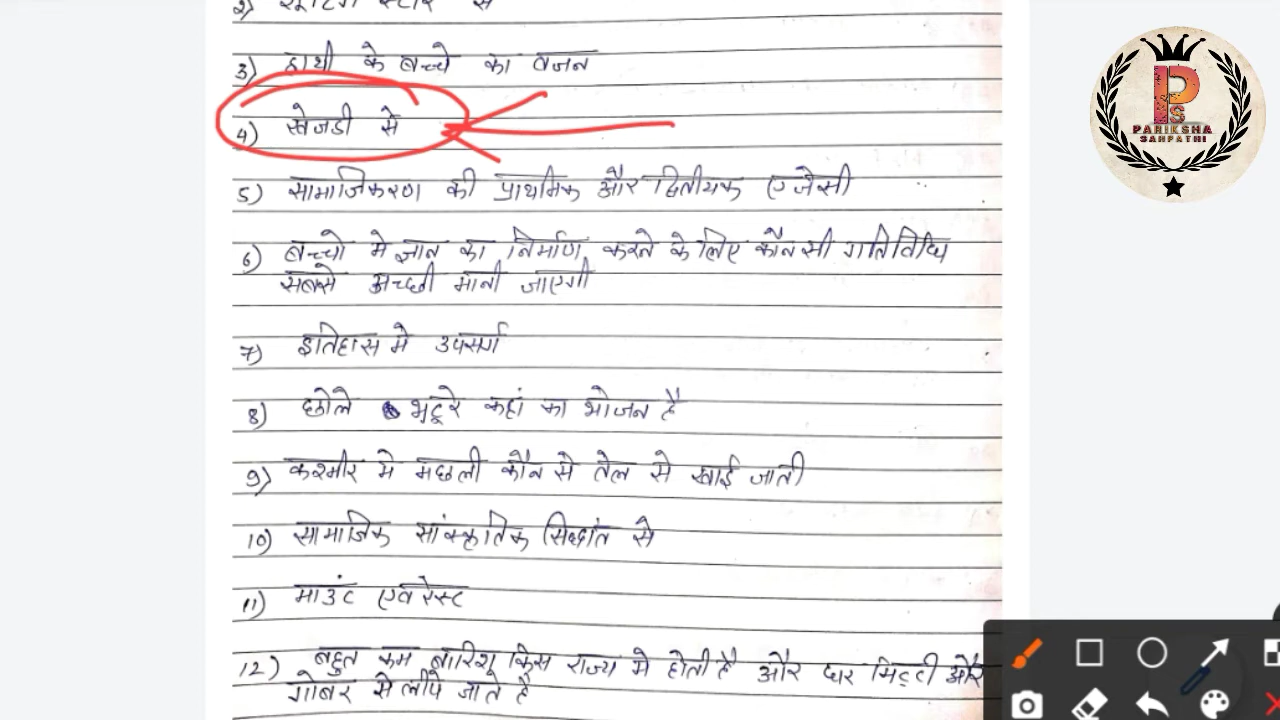 3) हाथी के बच्चे का वजन
4) खेजडी से
5) सामाजिकरण की प्राथमिक और द्वितीयक एजेंसी
6) बच्चो मे ज्ञान का निर्माण करने के लिए कौन सी गतिविधि
सबसे अच्छी मानी जाएगी
7) इतिहास मे उपसर्ग
8) छोले भटूरे कहां का भोजन है
9) कश्मीर मे मछली कौन से तेल से खाई जाती
10) सामाजिक सांस्कृतिक सिद्धांत से
11) माउंट एवरेस्ट
12) बहुत कम बारिश किस राज्य मे होती है और घर मिट्टी और
गोबर से लीपे जाते है
PS
PARIKSHA
SAHPATHI